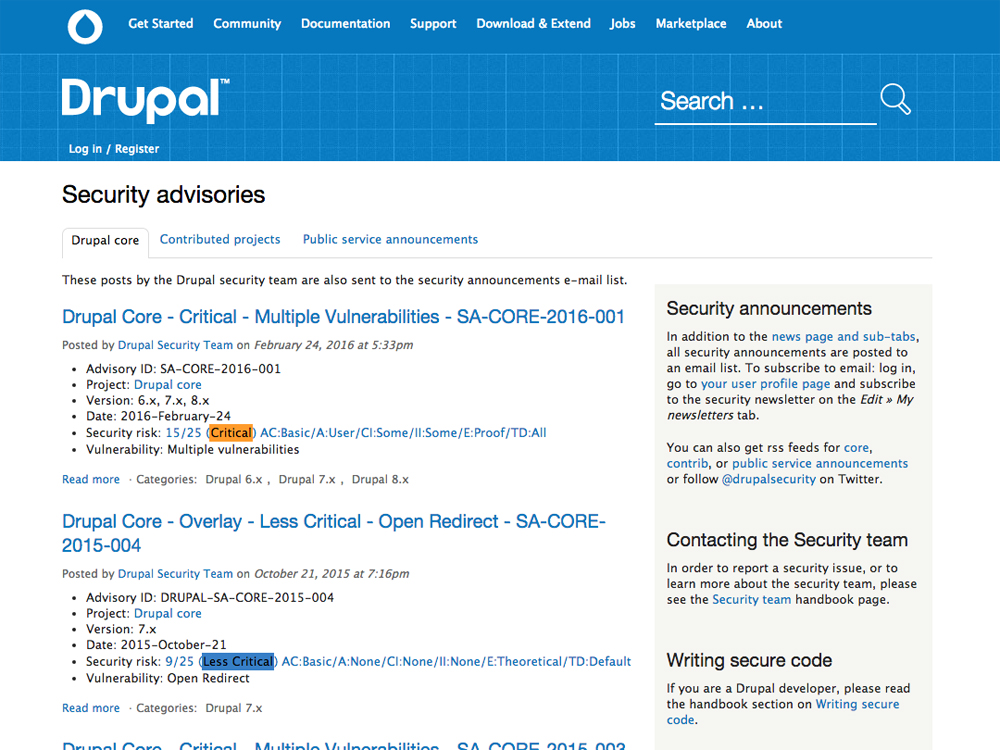 Get Started Community Documentation Support Download & Extend Jobs Marketplace About
Drupal™
Search ...
Log in / Register
Security advisories
Drupal core Contributed projects Public service announcements
These posts by the Drupal security team are also sent to the security announcements e-mail list.
Drupal Core - Critical - Multiple Vulnerabilities - SA-CORE-2016-001
Posted by Drupal Security Team on February 24, 2016 at 5:33pm
• Advisory ID: SA-CORE-2016-001
• Project: Drupal core
• Version: 6.x, 7.x, 8.x
• Date: 2016-February-24
• Security risk: 15/25 (Critical) AC:Basic/A:User/CI:Some/II:Some/E:Proof/TD:All
• Vulnerability: Multiple vulnerabilities
Read more · Categories: Drupal 6.x , Drupal 7.x , Drupal 8.x
Drupal Core - Overlay - Less Critical - Open Redirect - SA-CORE-
2015-004
Posted by Drupal Security Team on October 21, 2015 at 7:16pm
• Advisory ID: DRUPAL-SA-CORE-2015-004
• Project: Drupal core
• Version: 7.x
• Date: 2015-October-21
• Security risk: 9/25 (Less Critical) AC:Basic/A:None/CI:None/II:None/E:Theoretical/TD:Default
• Vulnerability: Open Redirect
Read more · Categories: Drupal 7.x
Drupal Core - Critical - Multiple Vulnerabilities - SA-CORE-2015-003
Security announcements
In addition to the news page and sub-tabs,
all security announcements are posted to
an email list. To subscribe to email: log in,
go to your user profile page and subscribe
to the security newsletter on the Edit » My
newsletters tab.
You can also get rss feeds for core,
contrib, or public service announcements
or follow @drupalsecurity on Twitter.
Contacting the Security team
In order to report a security issue, or to
learn more about the security team, please
see the Security team handbook page.
Writing secure code
If you are a Drupal developer, please read
the handbook section on Writing secure
code.